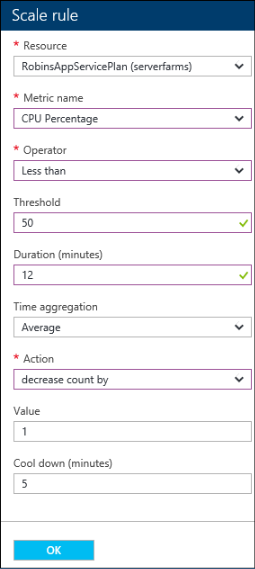 Scale rule
* Resource
RobinsAppServicePlan (serverfarms)
* Metric name
CPU Percentage
* Operator
Less than
Threshold
50
Duration (minutes)
12
Time aggregation
Average
* Action
decrease count by
Value
1
Cool down (minutes)
5
OK